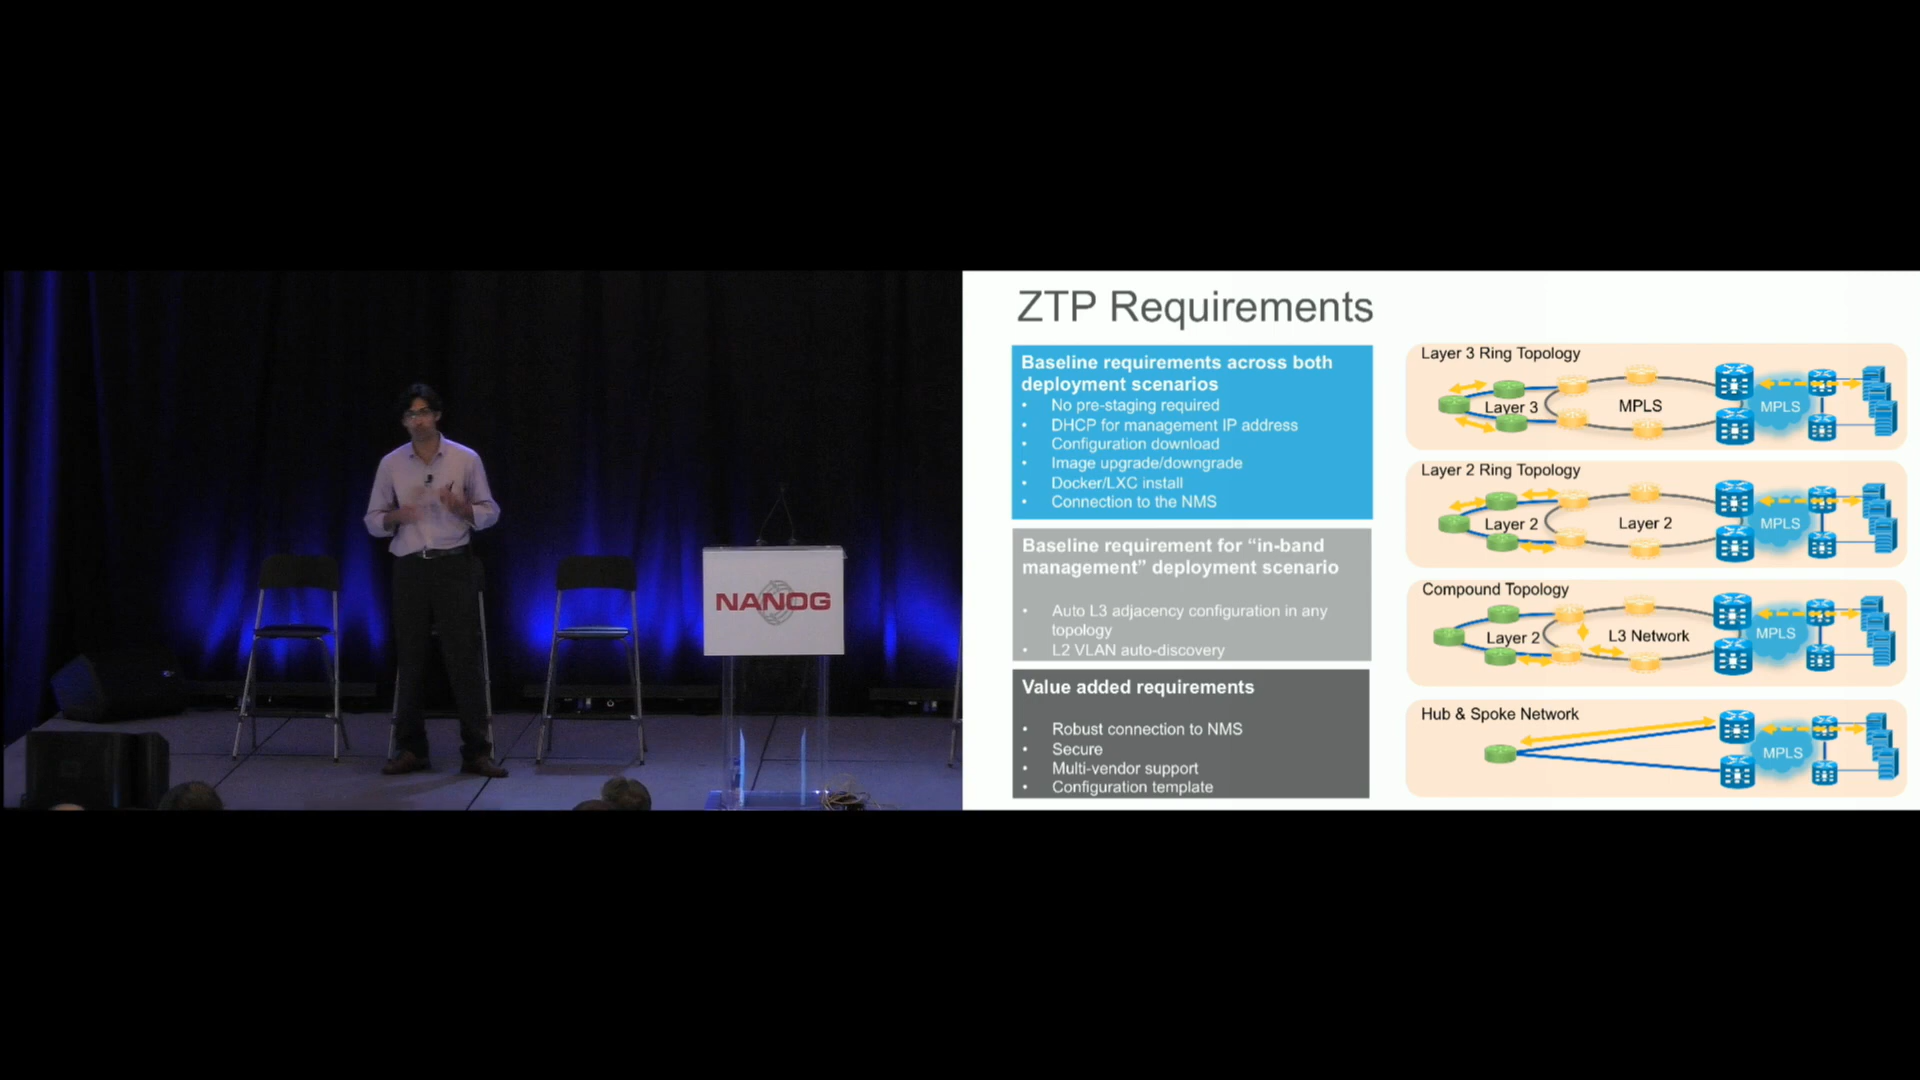 NANOG
ZTP Requirements
Baseline requirements across both
deployment scenarios
• No pre-staging required
• DHCP for management IP address
• Configuration download
• Image upgrade/downgrade
• Docker/LXC install
• Connection to the NMS
Baseline requirement for “in-band
management” deployment scenario
• Auto L3 adjacency configuration in any
topology
• L2 VLAN auto-discovery
Value added requirements
• Robust connection to NMS
• Secure
• Multi-vendor support
• Configuration template
Layer 3 Ring Topology
Layer 3
MPLS
MPLS
Layer 2 Ring Topology
Layer 2
Layer 2
MPLS
Compound Topology
Layer 2
L3 Network
MPLS
Hub & Spoke Network
MPLS